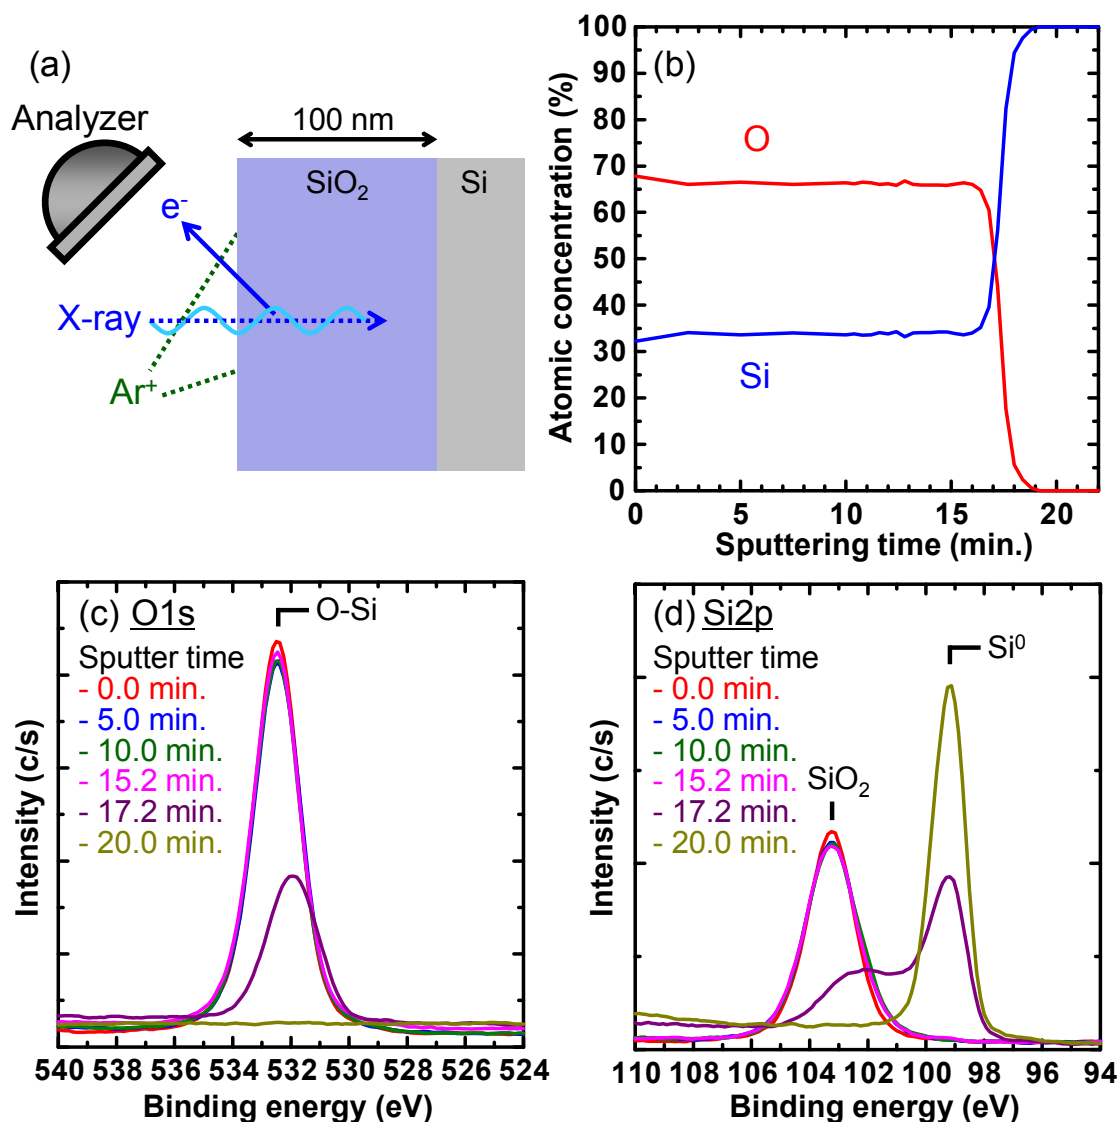 (a)
Analyzer
100 nm
SiO₂
Si
e⁻
X-ray
Ar⁺
(b)
Atomic concentration (%)
100
90
80
70
60
50
40
30
20
10
0
O
Si
0 5 10 15 20
Sputtering time (min.)
(c) O1s
O-Si
Sputter time
- 0.0 min.
- 5.0 min.
- 10.0 min.
- 15.2 min.
- 17.2 min.
- 20.0 min.
Intensity (c/s)
540 538 536 534 532 530 528 526 524
Binding energy (eV)
(d) Si2p
Si⁰
Sputter time
- 0.0 min.
- 5.0 min.
- 10.0 min.
- 15.2 min.
- 17.2 min.
- 20.0 min.
SiO₂
Intensity (c/s)
110 108 106 104 102 100 98 96 94
Binding energy (eV)